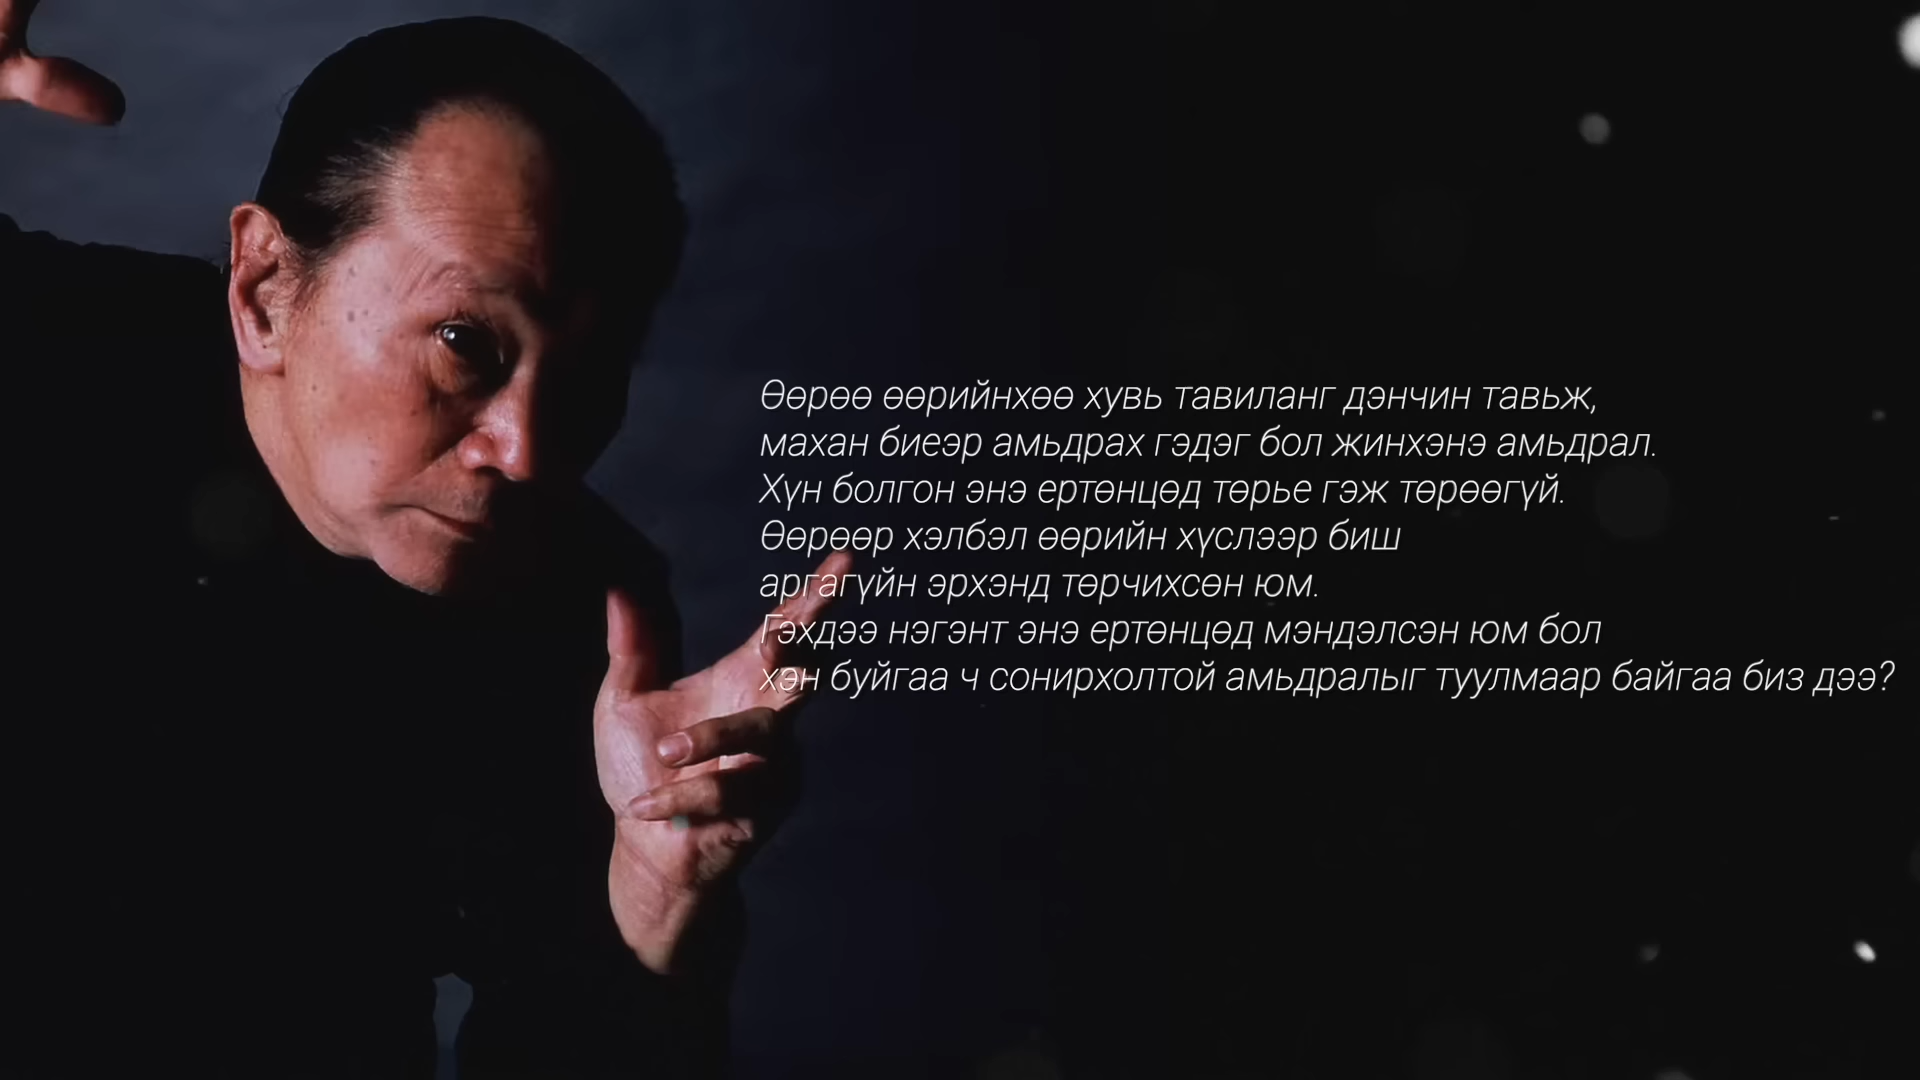 Өөрөө өөрийнхөө хувь тавиланг дэнчин тавьж,
махан биеэр амьдрах гэдэг бол жинхэнэ амьдрал.
Хүн болгон энэ ертөнцөд төрье гэж төрөөгүй.
Өөрөөр хэлбэл өөрийн хүслээр биш
аргагүйн эрхэнд төрчихсөн юм.
Гэхдээ нэгэнт энэ ертөнцөд мэндэлсэн юм бол
хэн буйгаа ч сонирхолтой амьдралыг туулмаар байгаа биз дээ?